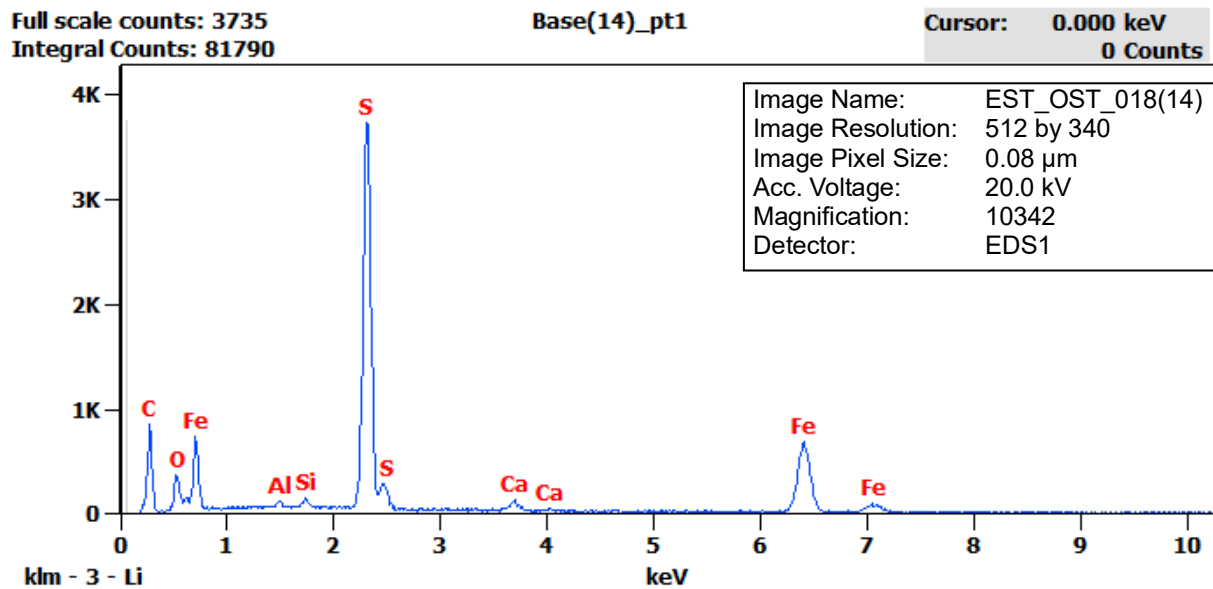 Full scale counts: 3735
Base(14)_pt1
Cursor: 0.000 keV
Integral Counts: 81790
0 Counts
Image Name: EST_OST_018(14)
Image Resolution: 512 by 340
Image Pixel Size: 0.08 µm
Acc. Voltage: 20.0 kV
Magnification: 10342
Detector: EDS1
4K
3K
2K
1K
0
C
O
Fe
Al
Si
S
S
Ca
Ca
Fe
Fe
0 1 2 3 4 5 6 7 8 9 10
klm - 3 - Li
keV